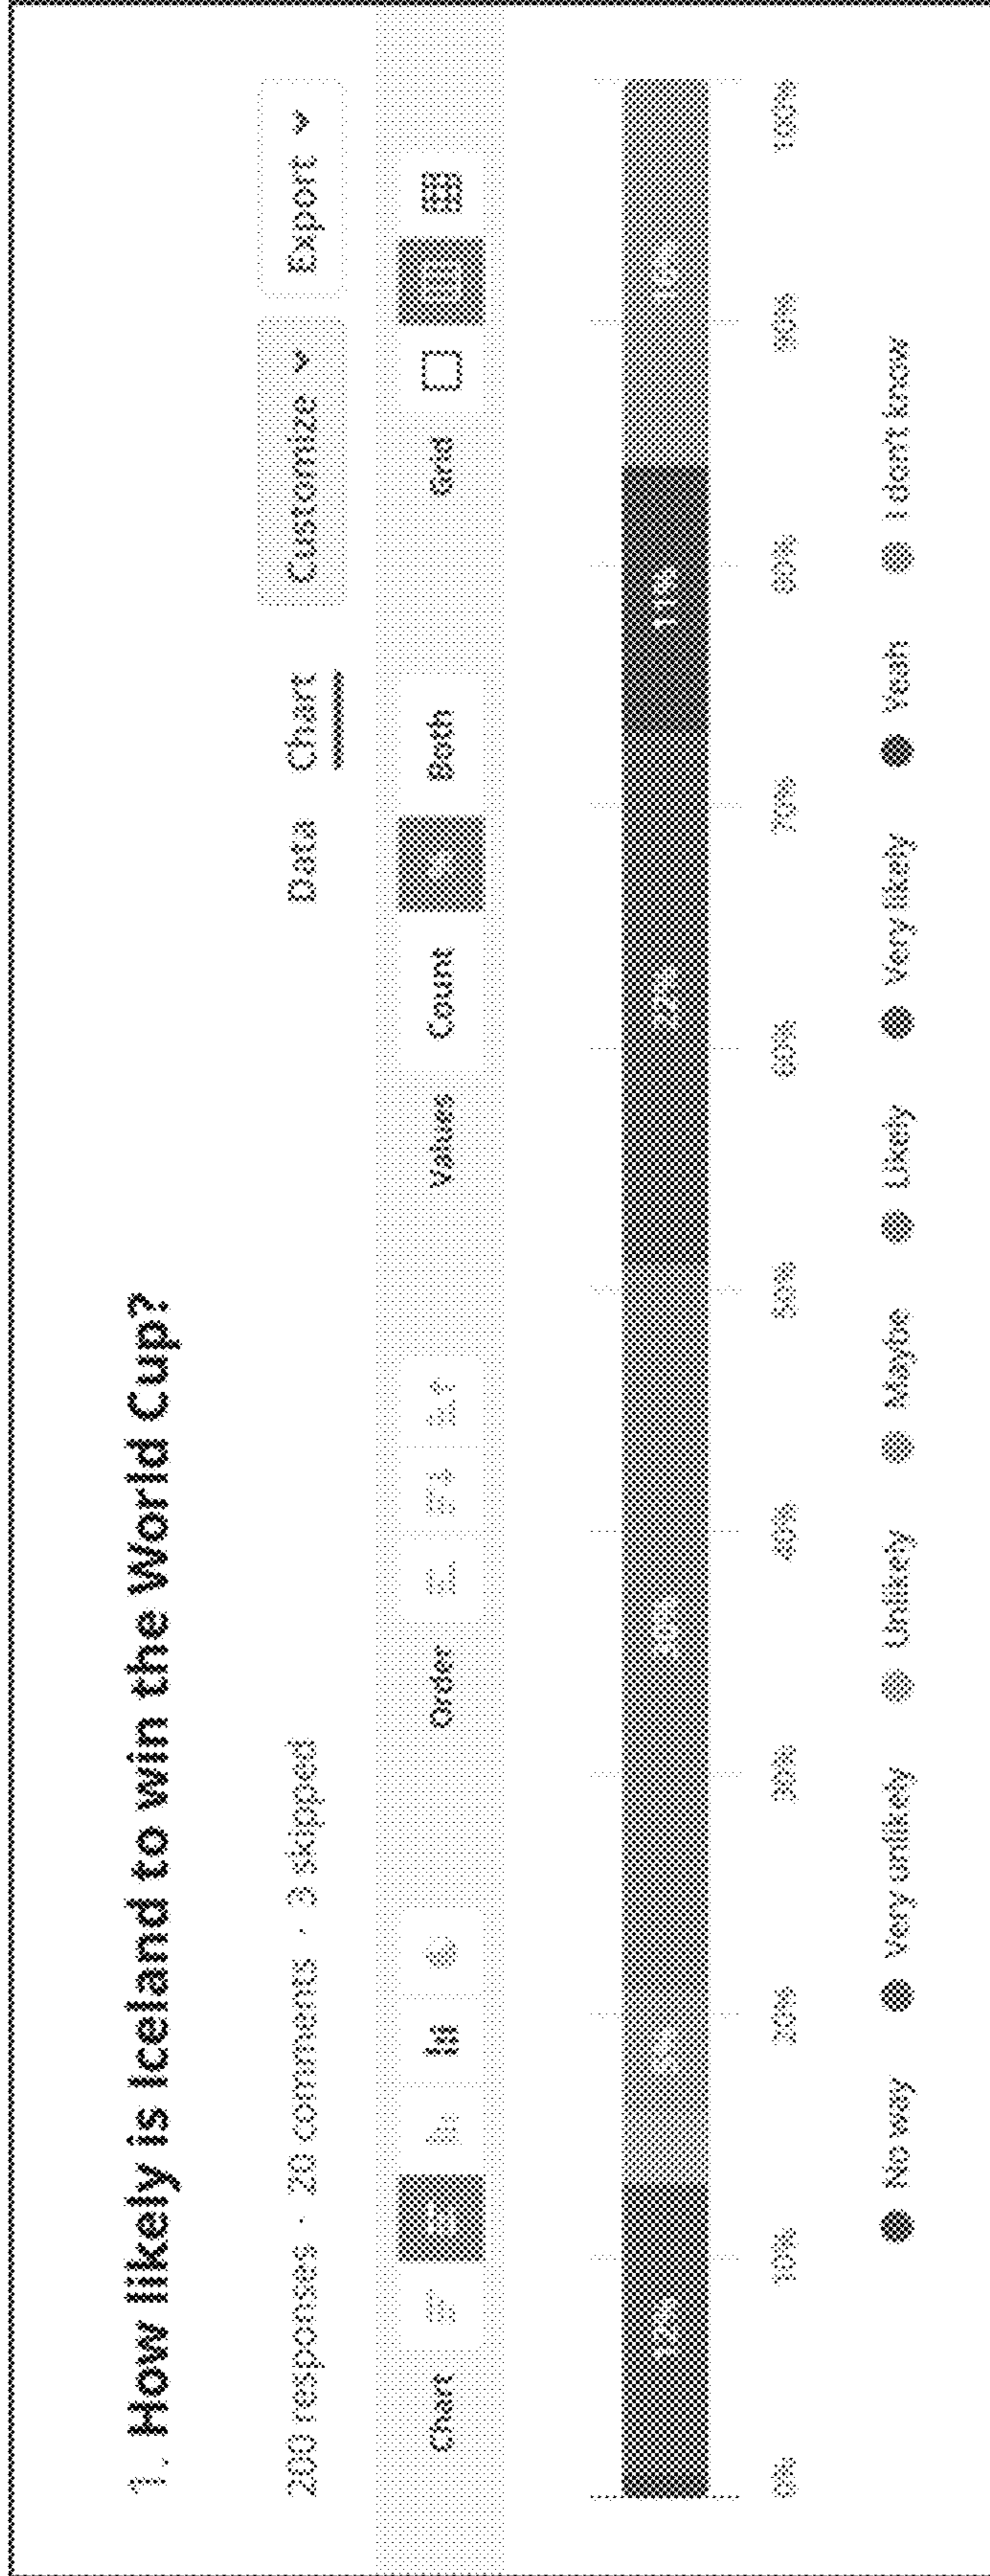 1. How likely is Iceland to win the World Cup?
200 responses · 20 comments · 3 skipped
Data Chart Customize Export
Chart Order Values Count Both Grid
11%
0% 10% 20% 30% 40% 50% 60% 70% 80% 90% 100%
No way Very unlikely Unlikely Maybe Likely Very likely Yeah I don't know